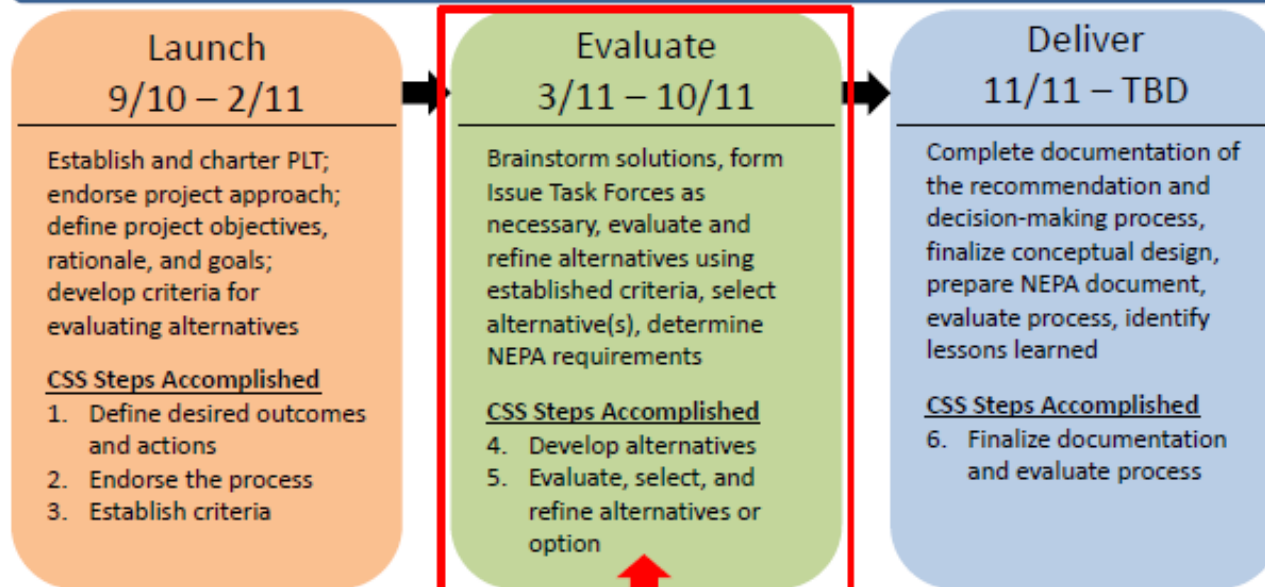 Launch
9/10 – 2/11
Establish and charter PLT;
endorse project approach;
define project objectives,
rationale, and goals;
develop criteria for
evaluating alternatives
CSS Steps Accomplished
1. Define desired outcomes
and actions
2. Endorse the process
3. Establish criteria
Evaluate
3/11 – 10/11
Brainstorm solutions, form
Issue Task Forces as
necessary, evaluate and
refine alternatives using
established criteria, select
alternative(s), determine
NEPA requirements
CSS Steps Accomplished
4. Develop alternatives
5. Evaluate, select, and
refine alternatives or
option
Deliver
11/11 – TBD
Complete documentation of
the recommendation and
decision-making process,
finalize conceptual design,
prepare NEPA document,
evaluate process, identify
lessons learned
CSS Steps Accomplished
6. Finalize documentation
and evaluate process